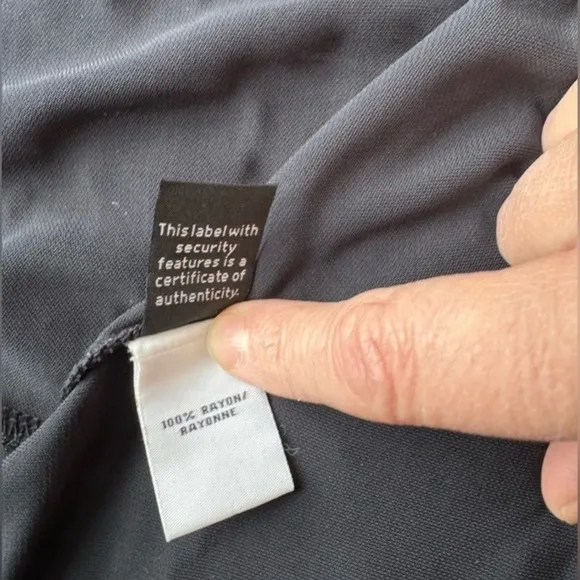 This label with
security
features is a
certificate of
authenticity.
100% RAYON/
RAYONNE